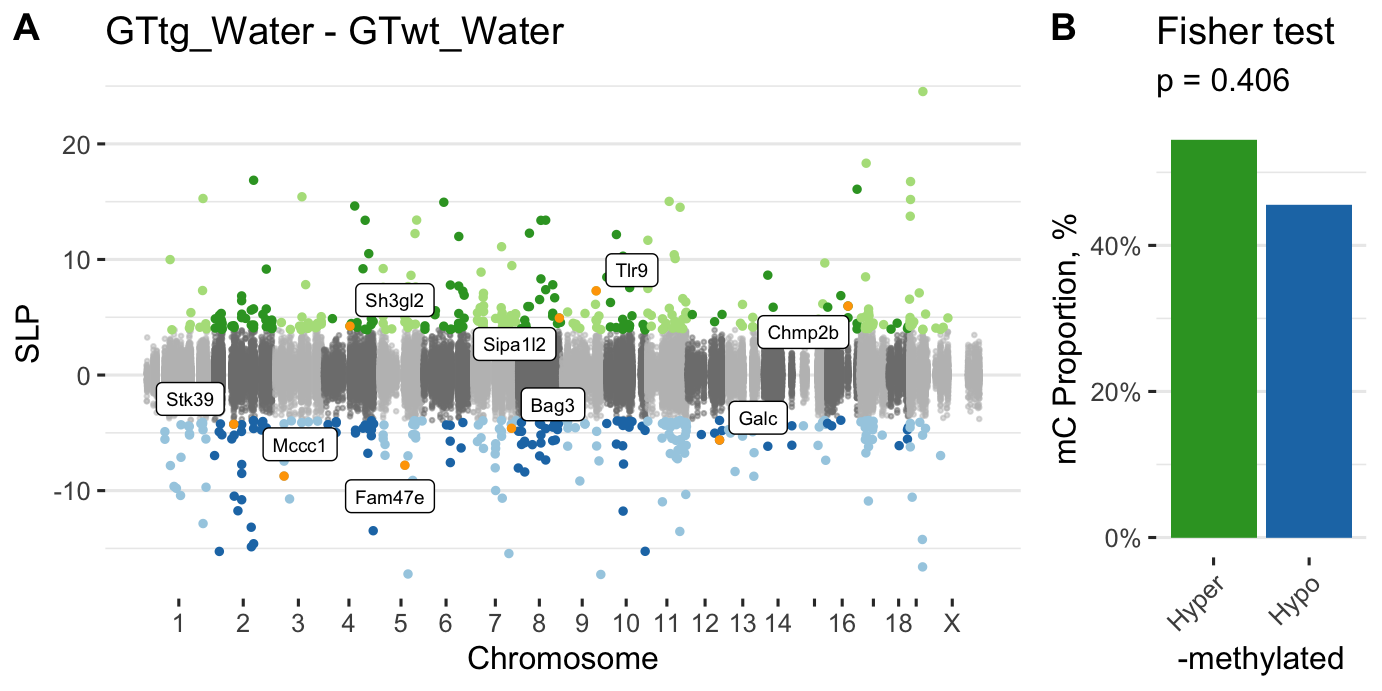 A
GTtg_Water - GTwt_Water
SLP
20
10
0
-10
Tlr9
Sh3gl2
Chmp2b
Sipa1l2
Stk39
Bag3
Galc
Mccc1
Fam47e
1 2 3 4 5 6 7 8 9 10 11 12 13 14 16 18 X
Chromosome
B
Fisher test
p = 0.406
mC Proportion, %
40%
20%
0%
Hyper
Hypo
-methylated